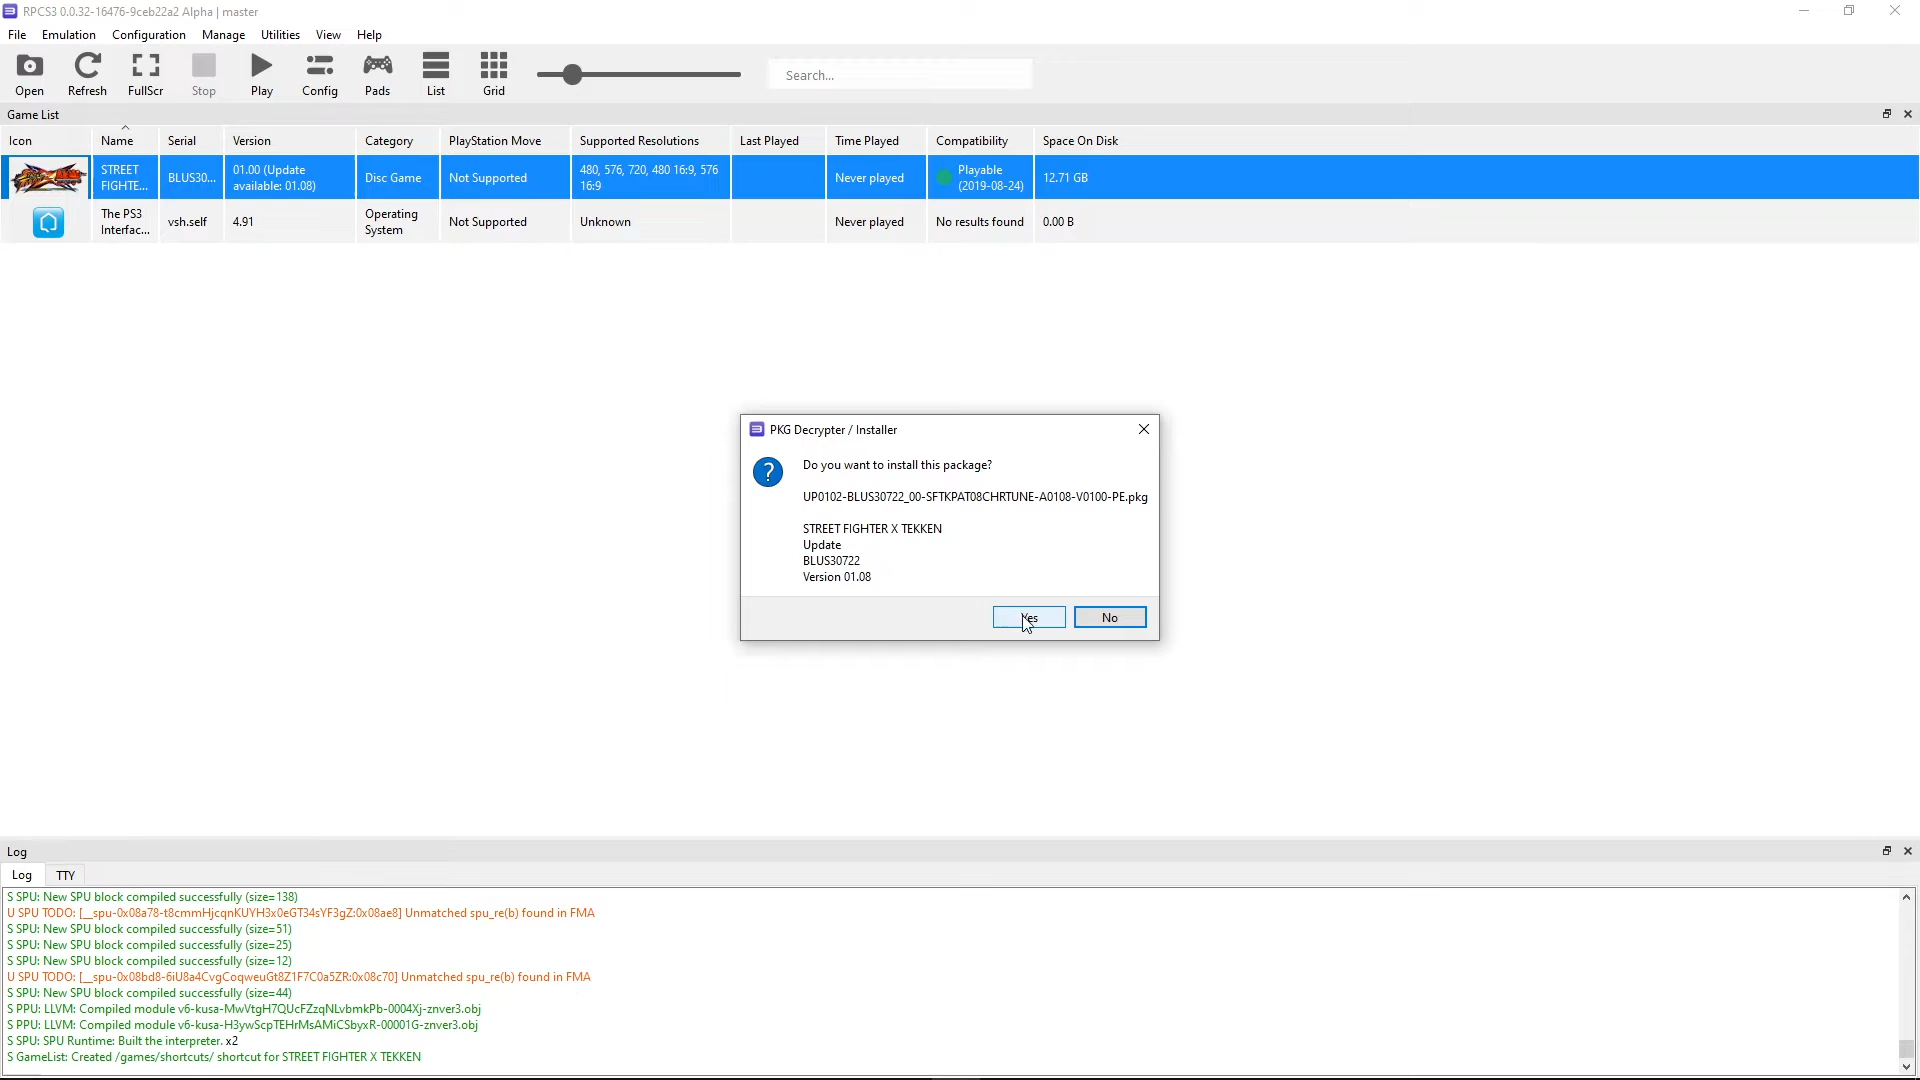 RPCS3 0.0.32-16476-9ceb22a2 Alpha | master
File Emulation Configuration Manage Utilities View Help
Open Refresh FullScr Stop Play Config Pads List Grid Search...
Game List
Icon Name Serial Version Category PlayStation Move Supported Resolutions Last Played Time Played Compatibility Space On Disk
STREET FIGHTE... BLUS30... 01.00 (Update available: 01.08) Disc Game Not Supported 480, 576, 720, 480 16:9, 576 16:9 Never played Playable (2019-08-24) 12.71 GB
The PS3 Interfac... vsh.self 4.91 Operating System Not Supported Unknown Never played No results found 0.00 B
PKG Decrypter / Installer
Do you want to install this package?
UP0102-BLUS30722_00-SFTKPAT08CHRTUNE-A0108-V0100-PE.pkg
STREET FIGHTER X TEKKEN
Update
BLUS30722
Version 01.08
Yes No
Log
Log TTY
S SPU: New SPU block compiled successfully (size=138)
U SPU TODO: [__spu-0x08a78-t8cmmHjcqnKUYH3x0eGT34sYF3gZ:0x08ae8] Unmatched spu_re(b) found in FMA
S SPU: New SPU block compiled successfully (size=51)
S SPU: New SPU block compiled successfully (size=25)
S SPU: New SPU block compiled successfully (size=12)
U SPU TODO: [__spu-0x08bd8-6iU8a4CvgCoqweuGt8Z1F7C0a5ZR:0x08c70] Unmatched spu_re(b) found in FMA
S SPU: New SPU block compiled successfully (size=44)
S PPU: LLVM: Compiled module v6-kusa-MwVtgH7QUcFZzqNLvbmkPb-0004Xj-znver3.obj
S PPU: LLVM: Compiled module v6-kusa-H3ywScpTEHrMsAMiCSbyxR-00001G-znver3.obj
S SPU: SPU Runtime: Built the interpreter. x2
S GameList: Created /games/shortcuts/ shortcut for STREET FIGHTER X TEKKEN